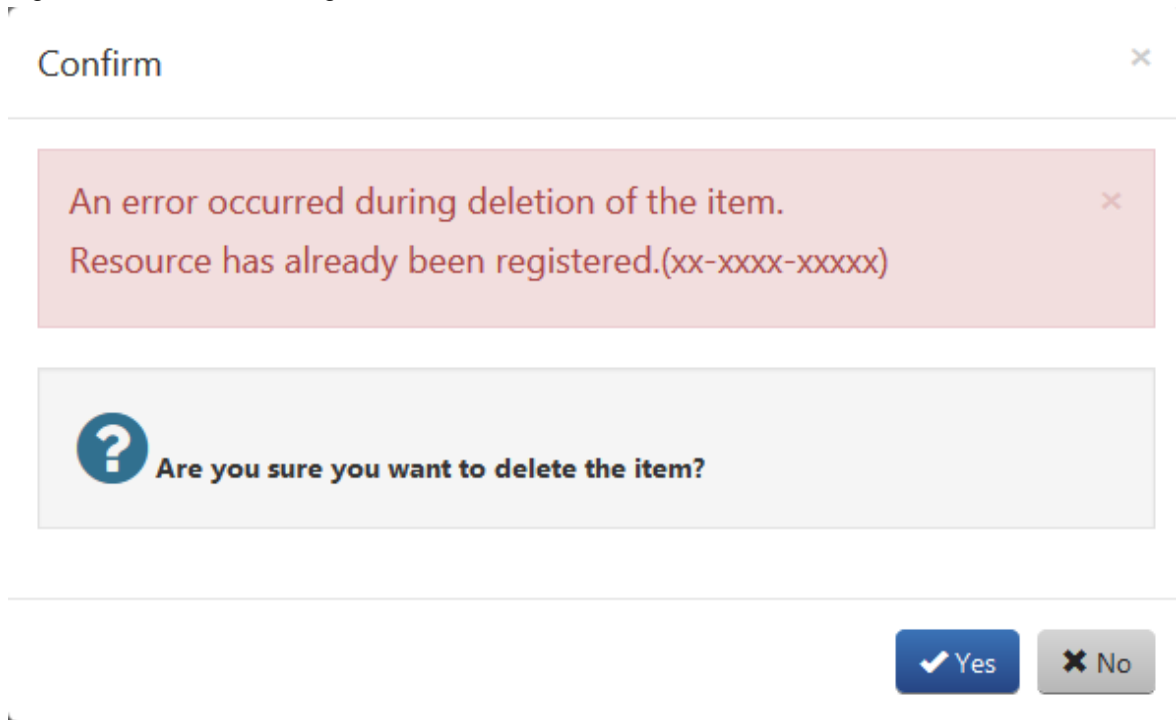 Confirm
An error occurred during deletion of the item.
Resource has already been registered.(xx-xxxx-xxxxx)
Are you sure you want to delete the item?
Yes
No